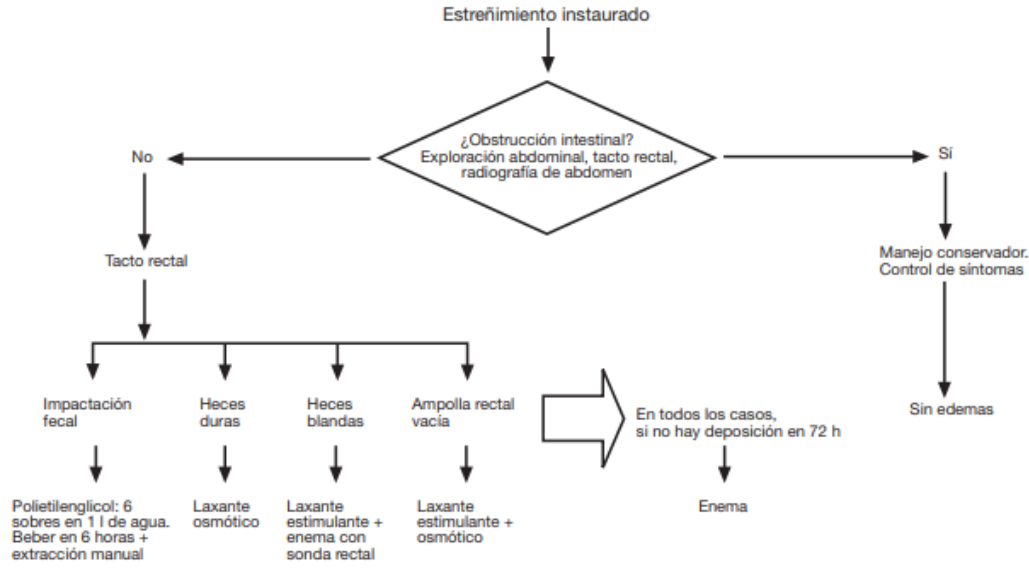 Estreñimiento instaurado
¿Obstrucción intestinal?
Exploración abdominal, tacto rectal,
radiografía de abdomen
No
Sí
Tacto rectal
Manejo conservador.
Control de síntomas
Impactación
fecal
Heces
duras
Heces
blandas
Ampolla rectal
vacía
En todos los casos,
si no hay deposición en 72 h
Sin edemas
Polietilenglicol: 6
sobres en 1 l de agua.
Beber en 6 horas +
extracción manual
Laxante
osmótico
Laxante
estimulante +
enema con
sonda rectal
Laxante
estimulante +
osmótico
Enema